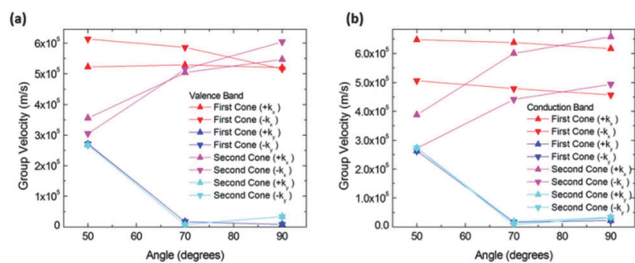 (a)
Group Velocity (m/s)
6x10⁵
5x10⁵
4x10⁵
3x10⁵
2x10⁵
1x10⁵
0
50 60 70 80 90
Angle (degrees)
Valence Band
First Cone (+kₓ)
First Cone (-kₓ)
First Cone (+kᵧ)
First Cone (-kᵧ)
Second Cone (+kₓ)
Second Cone (-kₓ)
Second Cone (+kᵧ)
Second Cone (-kᵧ)
(b)
Group Velocity (m/s)
6.0x10⁵
5.0x10⁵
4.0x10⁵
3.0x10⁵
2.0x10⁵
1.0x10⁵
0.0
50 60 70 80 90
Angle (degrees)
Conduction Band
First Cone (+kₓ)
First Cone (-kₓ)
First Cone (+kᵧ)
First Cone (-kᵧ)
Second Cone (+kₓ)
Second Cone (-kₓ)
Second Cone (+kᵧ)
Second Cone (-kᵧ)